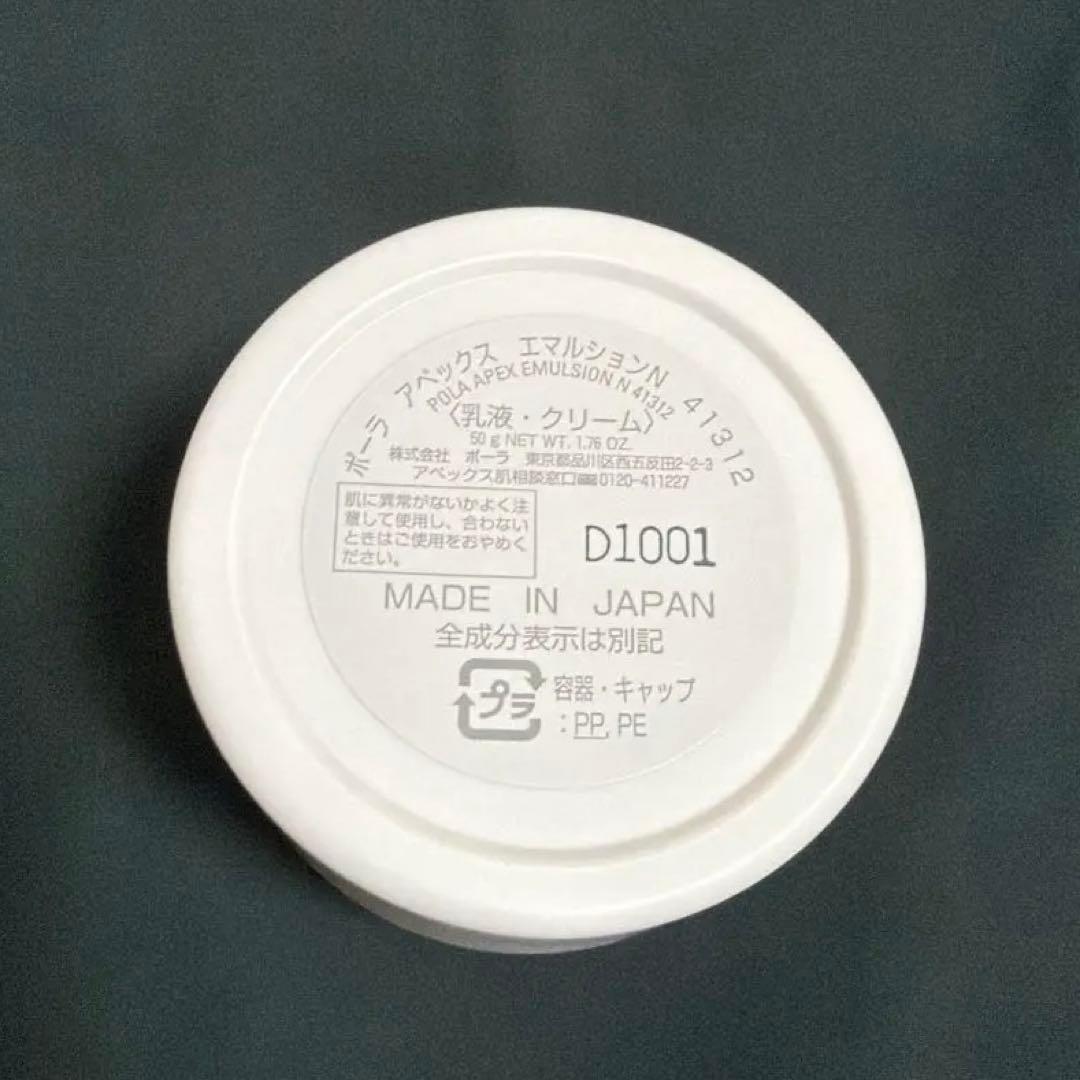 ポーラ アペックス エマルションN 41312
POLA APEX EMULSION N 41312
〈乳液・クリーム〉
50 g NET WT. 1.76 OZ.
株式会社 ポーラ 東京都品川区西五反田2-2-3
アペックス肌相談窓口 0120-411227
肌に異常がないかよく注
意して使用し、合わない
ときはご使用をおやめく
ださい。
D1001
MADE IN JAPAN
全成分表示は別記
プラ 容器・キャップ
:PP, PE